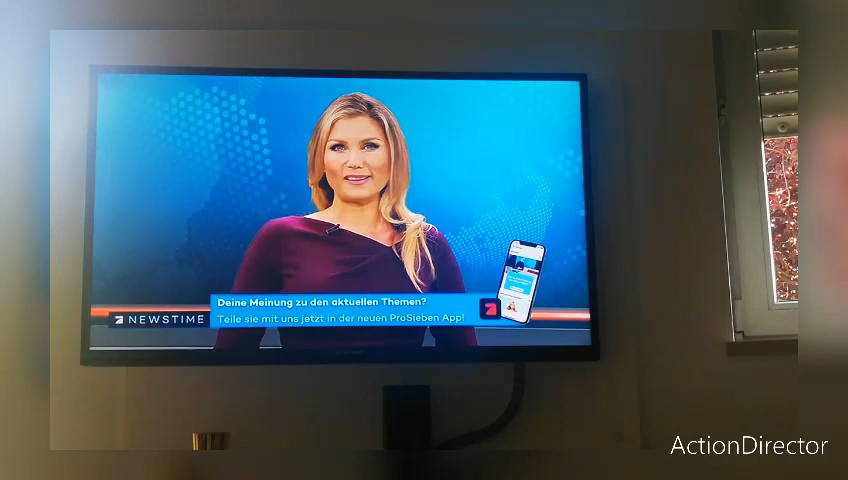 Deine Meinung zu den aktuellen Themen?
NEWSTIME
Teile sie mit uns jetzt in der neuen ProSieben App!
ActionDirector